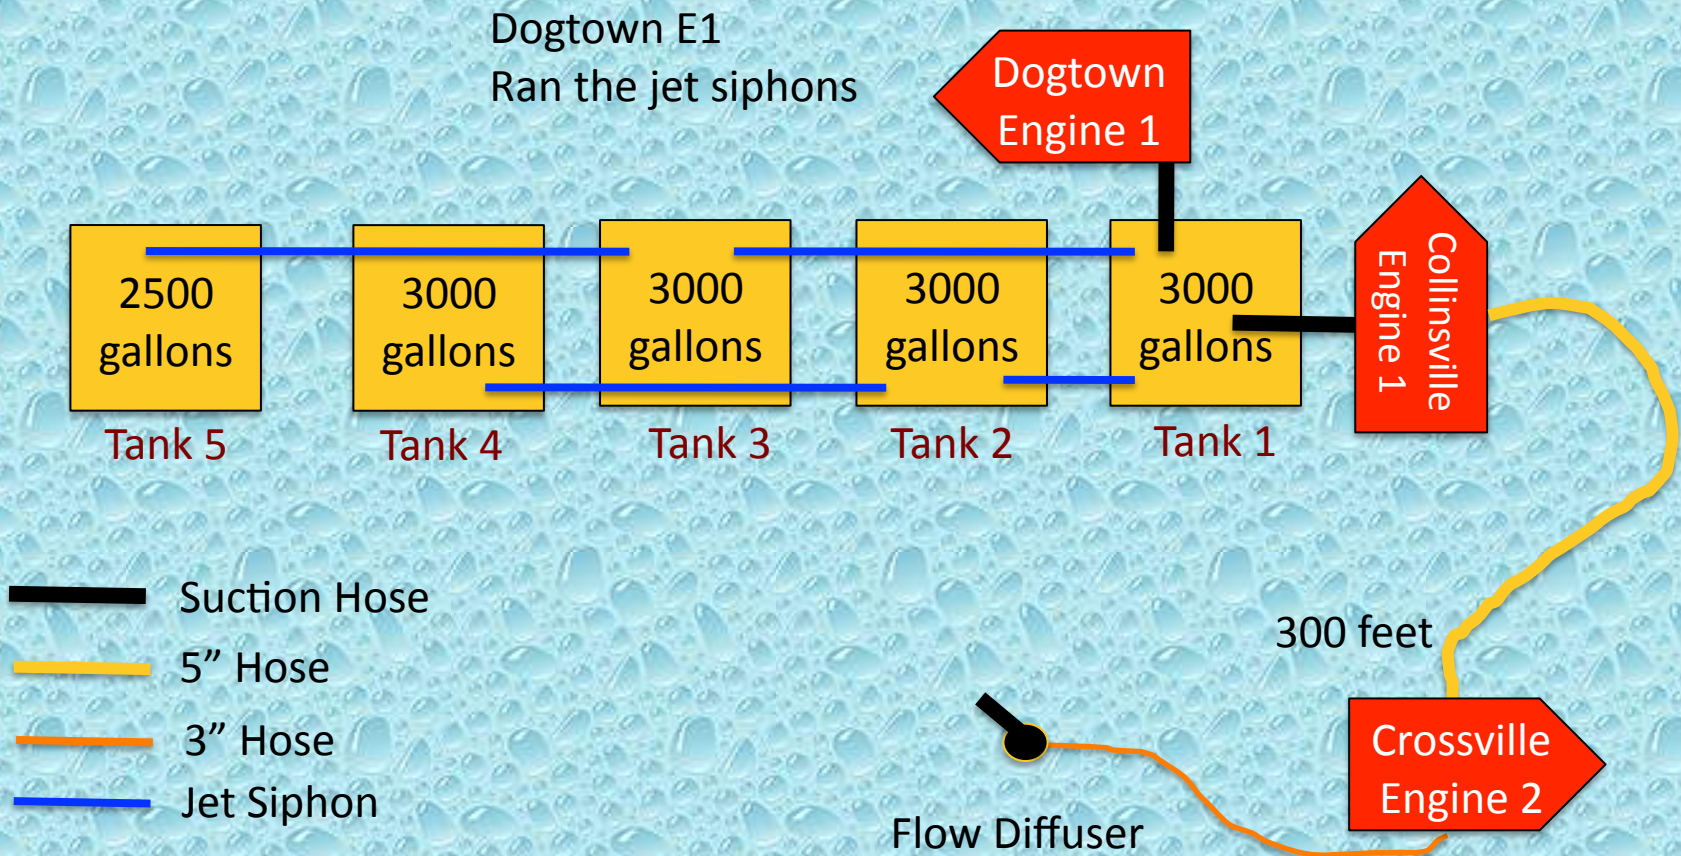 Dogtown E1
Ran the jet siphons
Dogtown
Engine 1
Collinsville
Engine 1
2500
gallons
3000
gallons
3000
gallons
3000
gallons
3000
gallons
Tank 5
Tank 4
Tank 3
Tank 2
Tank 1
Suction Hose
5” Hose
3” Hose
Jet Siphon
300 feet
Crossville
Engine 2
Flow Diffuser